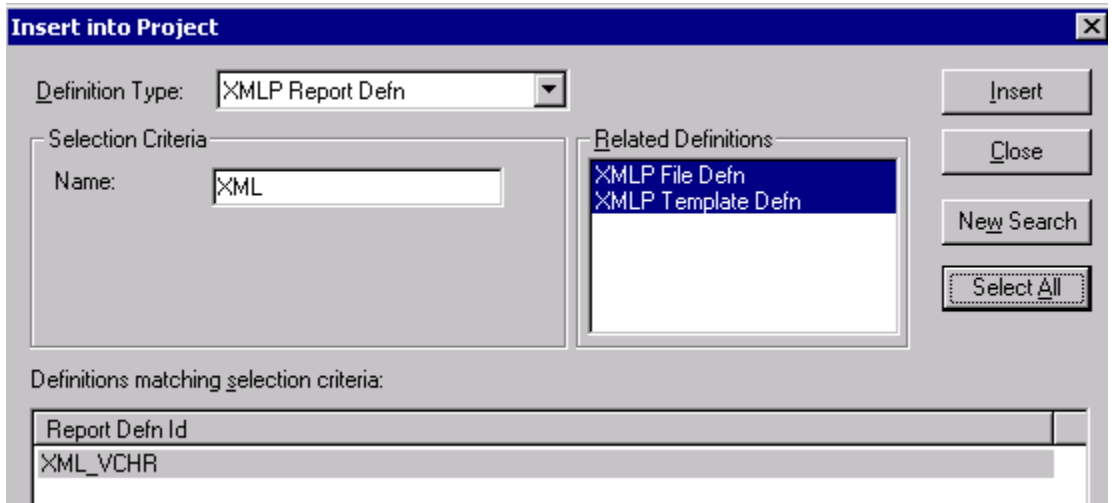 Insert into Project
Definition Type: XMLP Report Defn
Insert
Selection Criteria
Related Definitions
Close
Name: XML
XMLP File Defn
XMLP Template Defn
New Search
Select All
Definitions matching selection criteria:
Report Defn Id
XML_VCHR